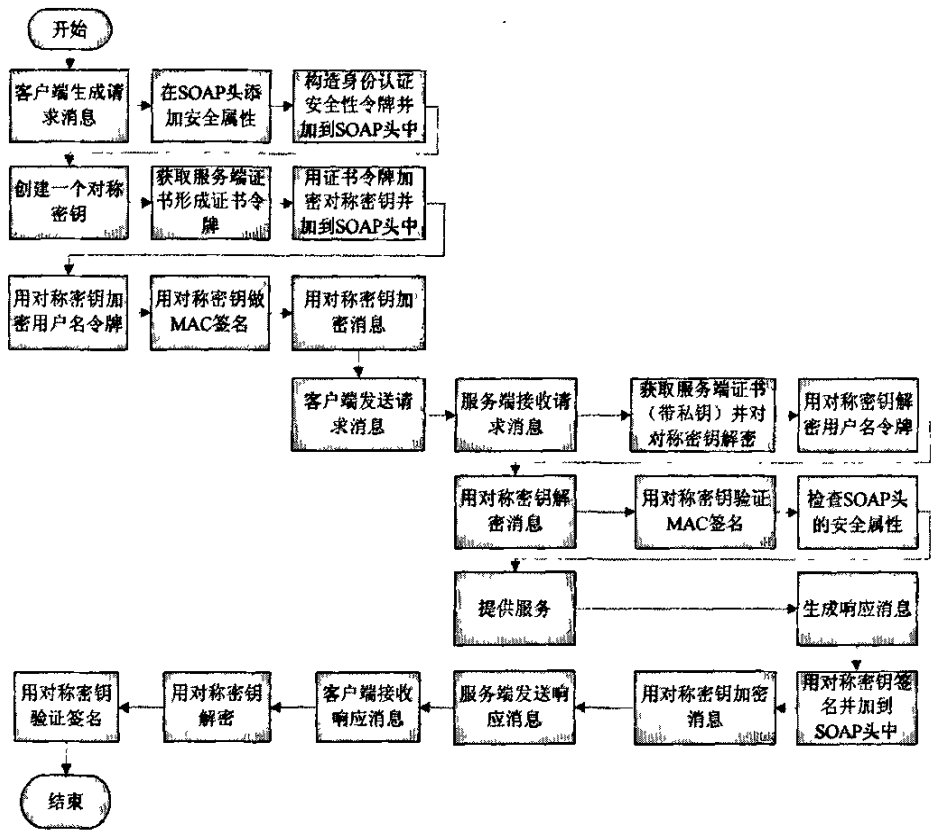 开始
客户端生成请
求消息
在SOAP头添
加安全属性
构造身份认证
安全性令牌并
加到SOAP头中
创建一个对称
密钥
获取服务端证
书形成证书令
牌
用证书令牌加
密对称密钥并
加到SOAP头中
用对称密钥加
密用户名令牌
用对称密钥做
MAC签名
用对称密钥加
密消息
客户端发送请
求消息
服务端接收请
求消息
获取服务端证书
（带私钥）并对
对称密钥解密
用对称密钥解
密用户名令牌
用对称密钥解
密消息
用对称密钥验证
MAC签名
检查SOAP头
的安全属性
提供服务
生成响应消息
用对称密钥签
名并加到
SOAP头中
用对称密钥加密
消息
服务端发送响
应消息
客户端接收
响应消息
用对称密钥
解密
用对称密钥
验证签名
结束